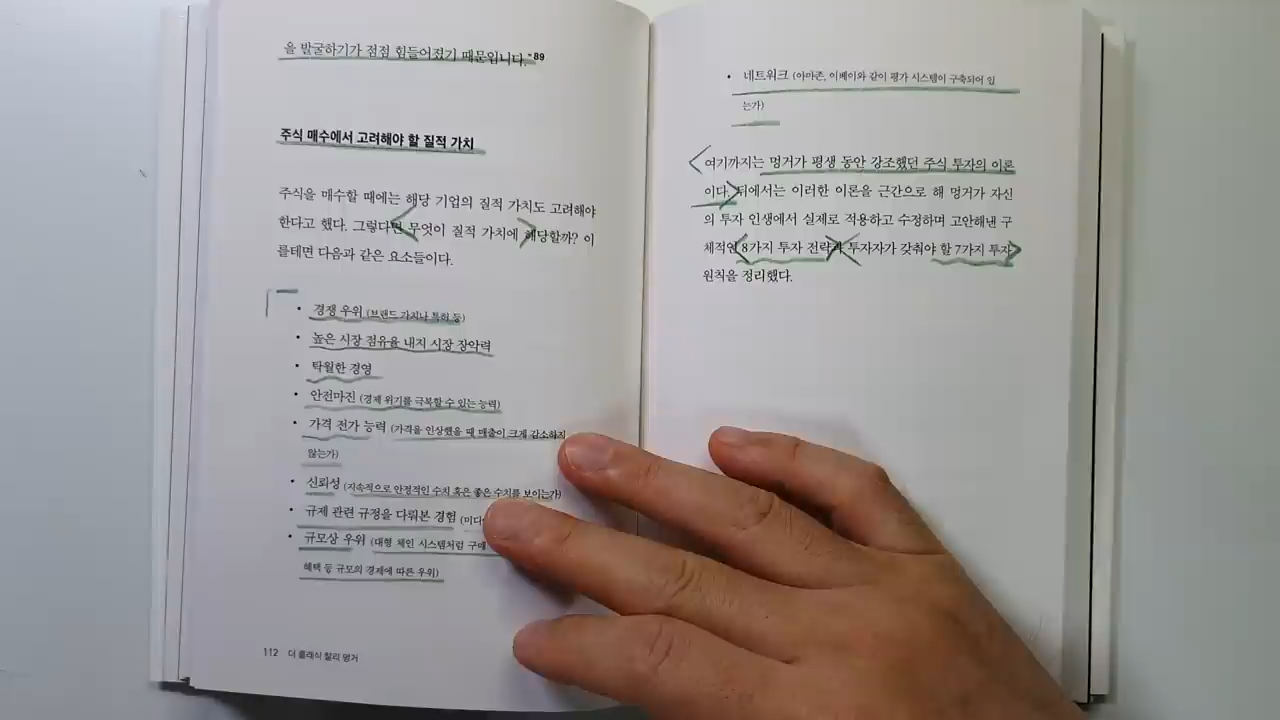 을 발굴하기가 점점 힘들어졌기 때문입니다."89
주식 매수에서 고려해야 할 질적 가치
주식을 매수할 때에는 해당 기업의 질적 가치도 고려해야
한다고 했다. 그렇다면 무엇이 질적 가치에 해당할까? 이
를테면 다음과 같은 요소들이다.
• 경쟁 우위 (브랜드 가치나 특허 등)
• 높은 시장 점유율 내지 시장 장악력
• 탁월한 경영
• 안전마진 (경제 위기를 극복할 수 있는 능력)
• 가격 전가 능력 (가격을 인상했을 때 매출이 크게 감소하지
않는가)
• 신뢰성 (지속적으로 안정적인 수치 혹은 좋은 수치를 보이는가)
• 규제 관련 규정을 다뤄본 경험
• 규모상 우위 (대형 체인 시스템처럼 구매
혜택 등 규모의 경제에 따른 우위)
112 더 클래식 찰리 멍거
• 네트워크 (아마존, 이베이와 같이 평가 시스템이 구축되어 있
는가)
여기까지는 멍거가 평생 동안 강조했던 주식 투자의 이론
이다. 뒤에서는 이러한 이론을 근간으로 해 멍거가 자신
의 투자 인생에서 실제로 적용하고 수정하며 고안해낸 구
체적인 8가지 투자 전략과 투자자가 갖춰야 할 7가지 투자
원칙을 정리했다.